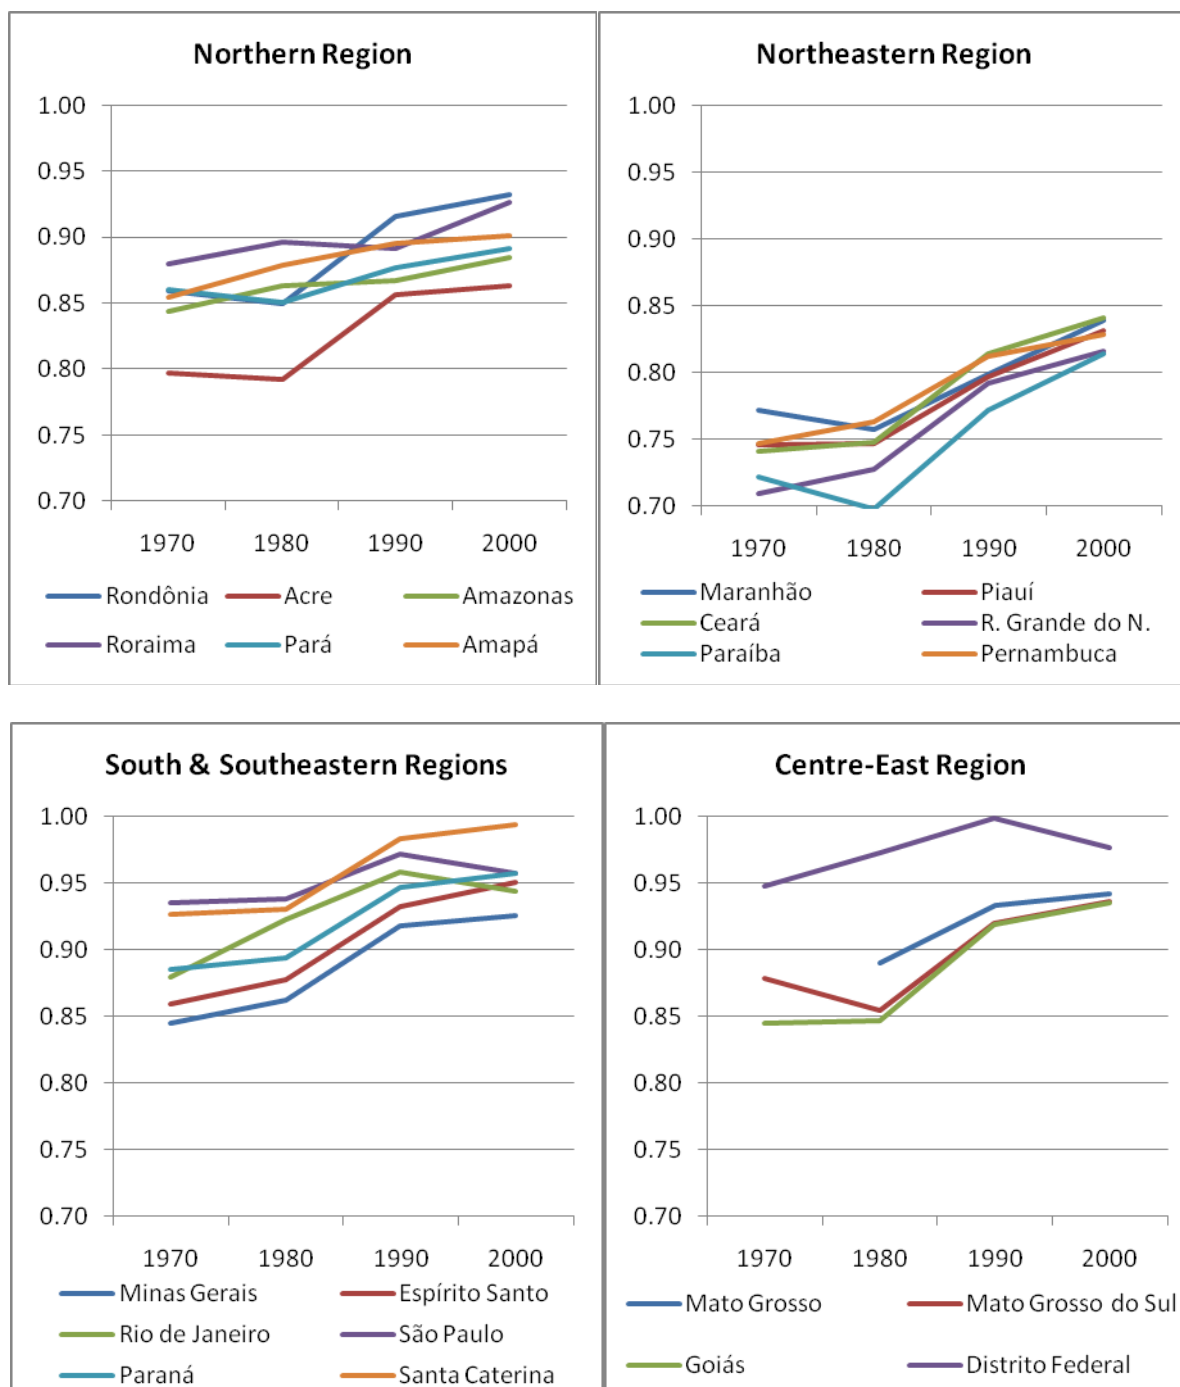 Northern Region
1.00
0.95
0.90
0.85
0.80
0.75
0.70
1970 1980 1990 2000
Rondônia Acre Amazonas
Roraima Pará Amapá
Northeastern Region
1.00
0.95
0.90
0.85
0.80
0.75
0.70
1970 1980 1990 2000
Maranhão Piauí
Ceará R. Grande do N.
Paraíba Pernambuca
South & Southeastern Regions
1.00
0.95
0.90
0.85
0.80
0.75
0.70
1970 1980 1990 2000
Minas Gerais Espírito Santo
Rio de Janeiro São Paulo
Paraná Santa Caterina
Centre-East Region
1.00
0.95
0.90
0.85
0.80
0.75
0.70
1970 1980 1990 2000
Mato Grosso Mato Grosso do Sul
Goiás Distrito Federal